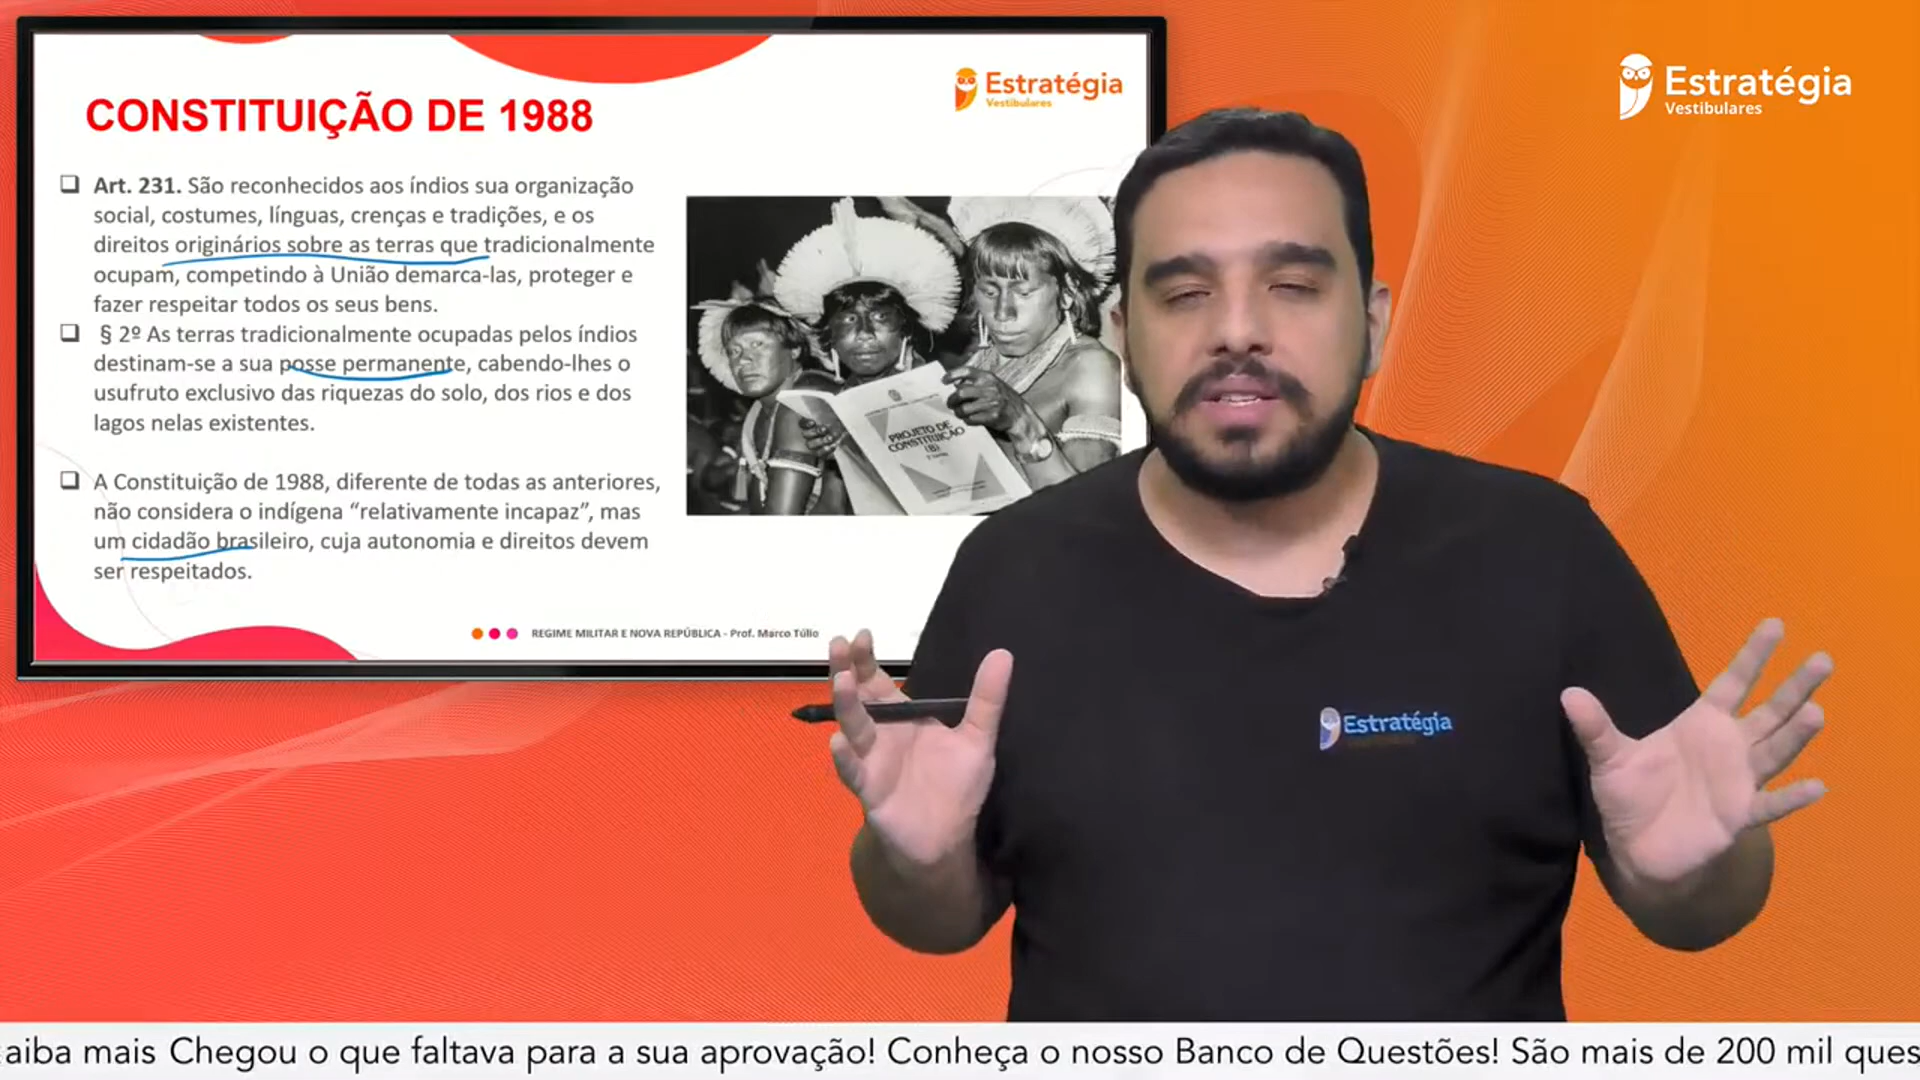 CONSTITUIÇÃO DE 1988
Estratégia
Vestibulares
Art. 231. São reconhecidos aos índios sua organização
social, costumes, línguas, crenças e tradições, e os
direitos originários sobre as terras que tradicionalmente
ocupam, competindo à União demarca-las, proteger e
fazer respeitar todos os seus bens.
§ 2º As terras tradicionalmente ocupadas pelos índios
destinam-se a sua posse permanente, cabendo-lhes o
usufruto exclusivo das riquezas do solo, dos rios e dos
lagos nelas existentes.
A Constituição de 1988, diferente de todas as anteriores,
não considera o indígena “relativamente incapaz”, mas
um cidadão brasileiro, cuja autonomia e direitos devem
ser respeitados.
PROJETO DE
CONSTITUIÇÃO
(B)
REGIME MILITAR E NOVA REPÚBLICA - Prof. Marco Túlio
Estratégia
Vestibulares
Estratégia
aiba mais Chegou o que faltava para a sua aprovação! Conheça o nosso Banco de Questões! São mais de 200 mil ques